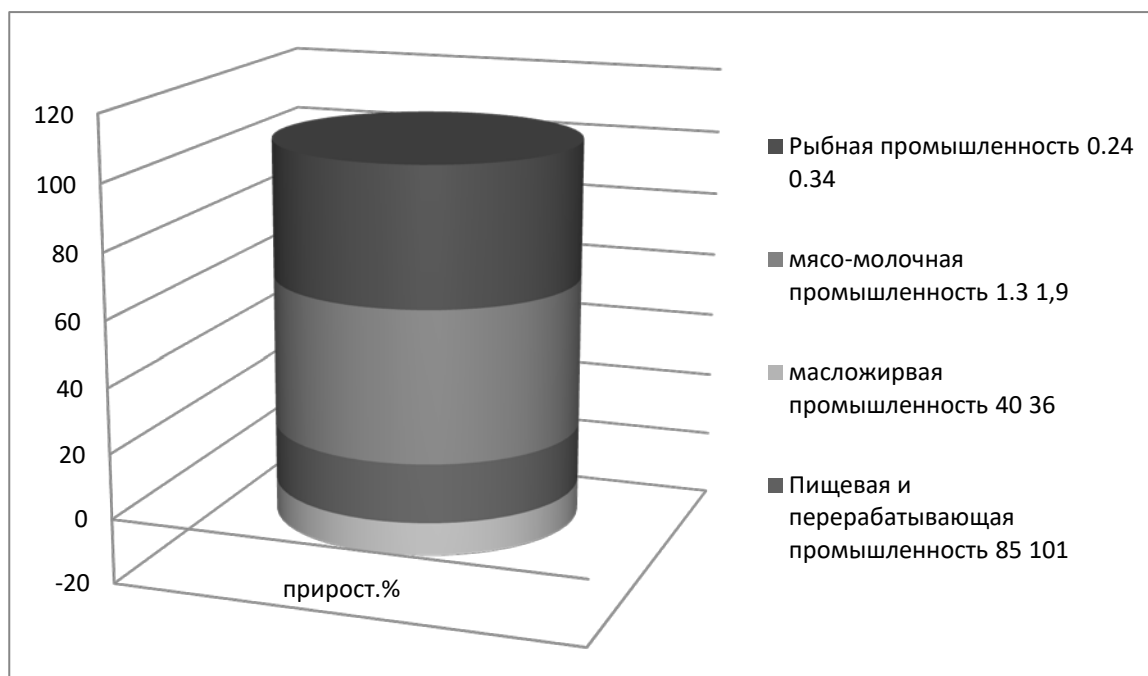 120
100
80
60
40
20
0
-20
прирост.%
Рыбная промышленность 0.24
0.34
мясо-молочная
промышленность 1.3 1,9
масложирвая
промышленность 40 36
Пищевая и
перерабатывающая
промышленность 85 101